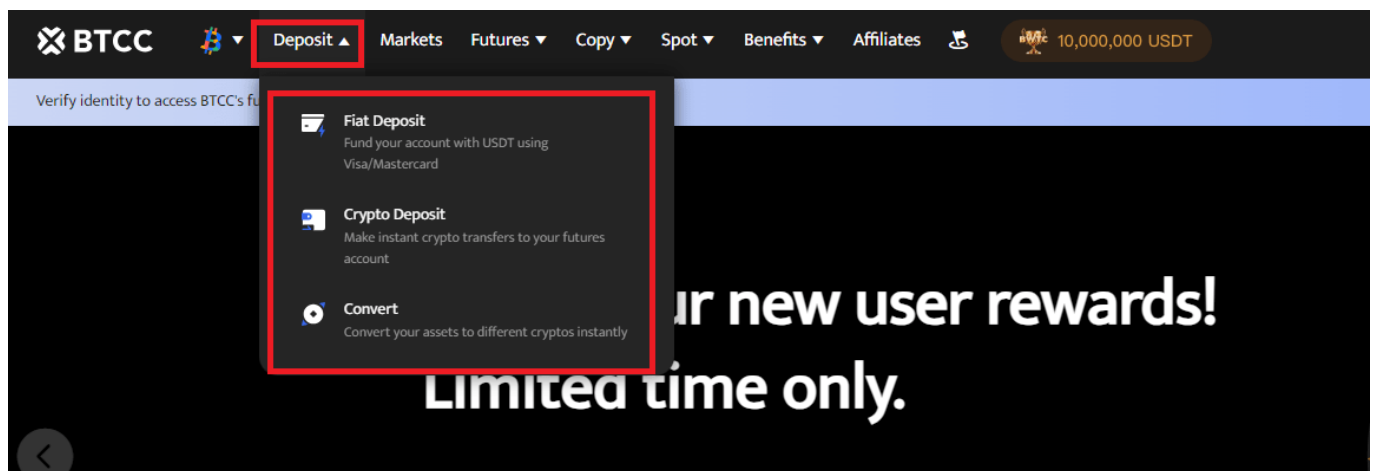 BTCC
Deposit
Markets
Futures
Copy
Spot
Benefits
Affiliates
10,000,000 USDT
Verify identity to access BTCC's fu
Fiat Deposit
Fund your account with USDT using
Visa/Mastercard
Crypto Deposit
Make instant crypto transfers to your futures
account
Convert
Convert your assets to different cryptos instantly
ur new user rewards!
Limited time only.